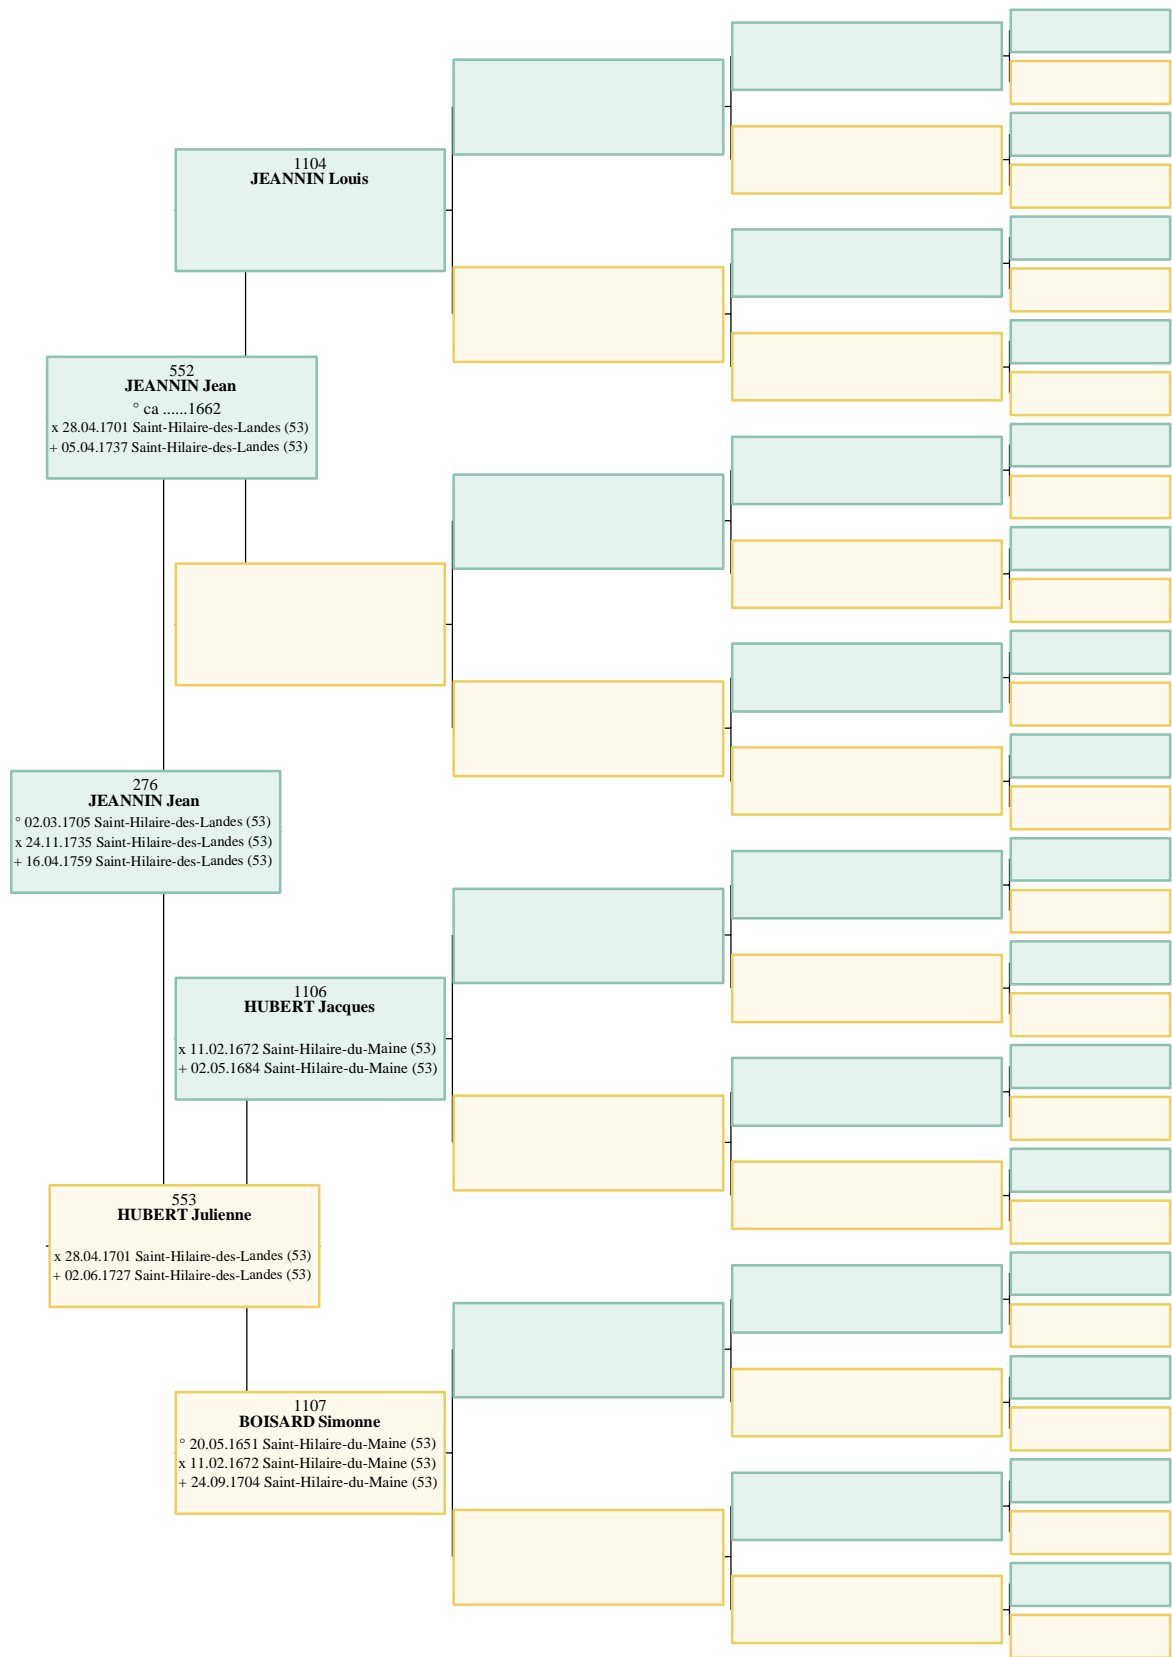 1104
JEANNIN Louis
552
JEANNIN Jean
° ca ......1662
x 28.04.1701 Saint-Hilaire-des-Landes (53)
+ 05.04.1737 Saint-Hilaire-des-Landes (53)
276
JEANNIN Jean
° 02.03.1705 Saint-Hilaire-des-Landes (53)
x 24.11.1735 Saint-Hilaire-des-Landes (53)
+ 16.04.1759 Saint-Hilaire-des-Landes (53)
1106
HUBERT Jacques
x 11.02.1672 Saint-Hilaire-du-Maine (53)
+ 02.05.1684 Saint-Hilaire-du-Maine (53)
553
HUBERT Julienne
x 28.04.1701 Saint-Hilaire-des-Landes (53)
+ 02.06.1727 Saint-Hilaire-des-Landes (53)
1107
BOISARD Simonne
° 20.05.1651 Saint-Hilaire-du-Maine (53)
x 11.02.1672 Saint-Hilaire-du-Maine (53)
+ 24.09.1704 Saint-Hilaire-du-Maine (53)